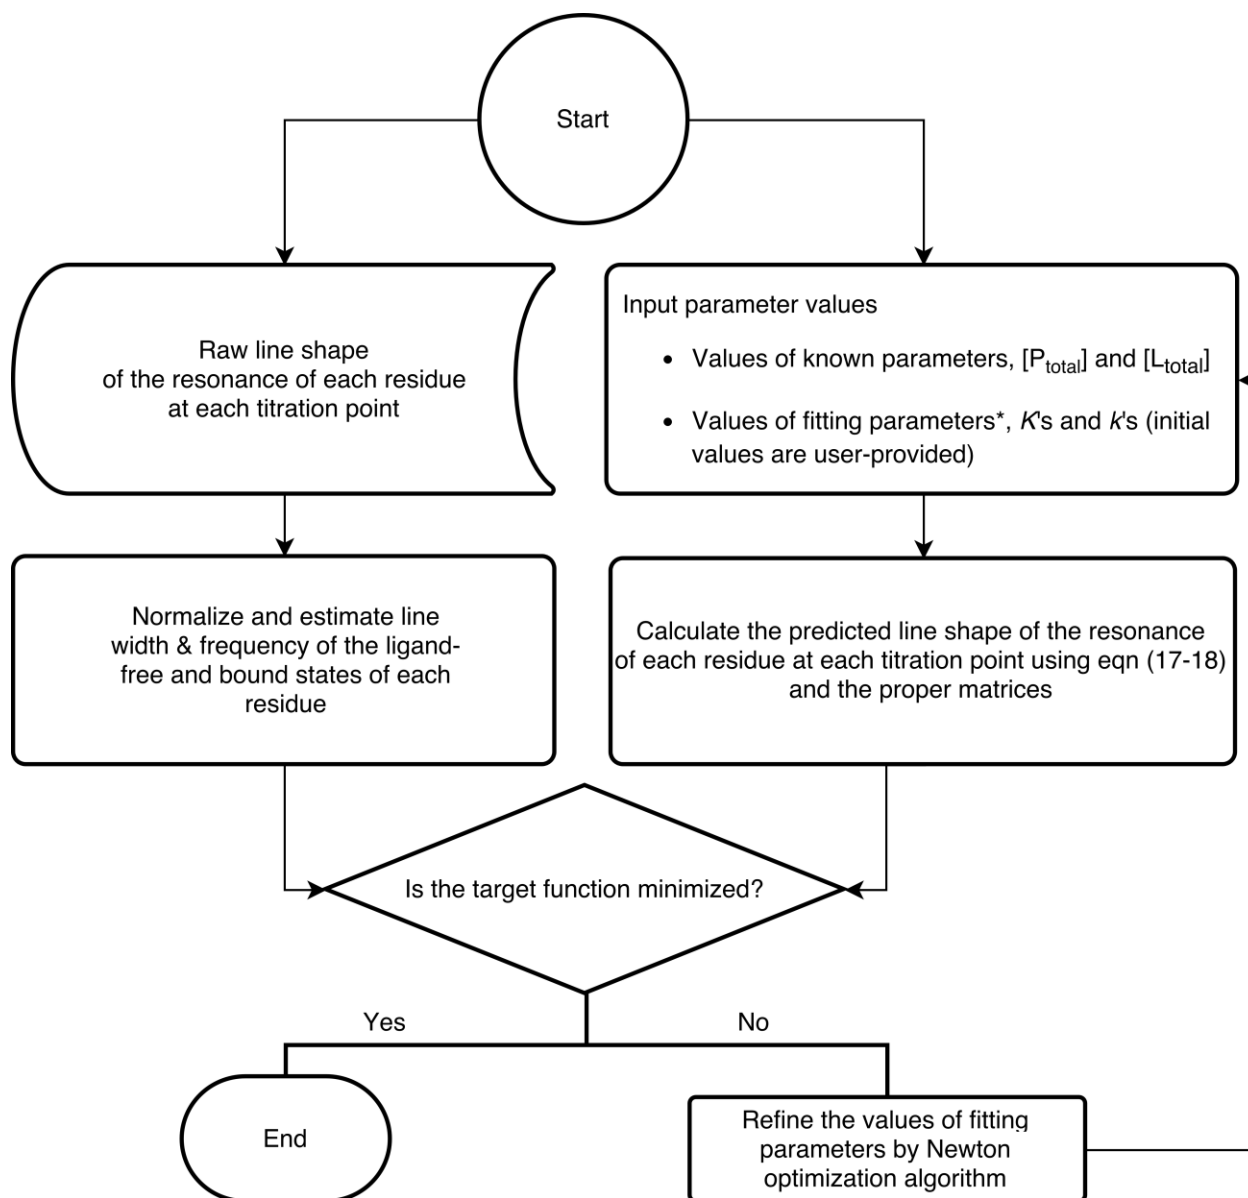 Start
Raw line shape
of the resonance of each residue
at each titration point
Input parameter values
• Values of known parameters, [Ptotal] and [Ltotal]
• Values of fitting parameters*, K's and k's (initial
values are user-provided)
Normalize and estimate line
width & frequency of the ligand-
free and bound states of each
residue
Calculate the predicted line shape of the resonance
of each residue at each titration point using eqn (17-18)
and the proper matrices
Is the target function minimized?
Yes
No
End
Refine the values of fitting
parameters by Newton
optimization algorithm